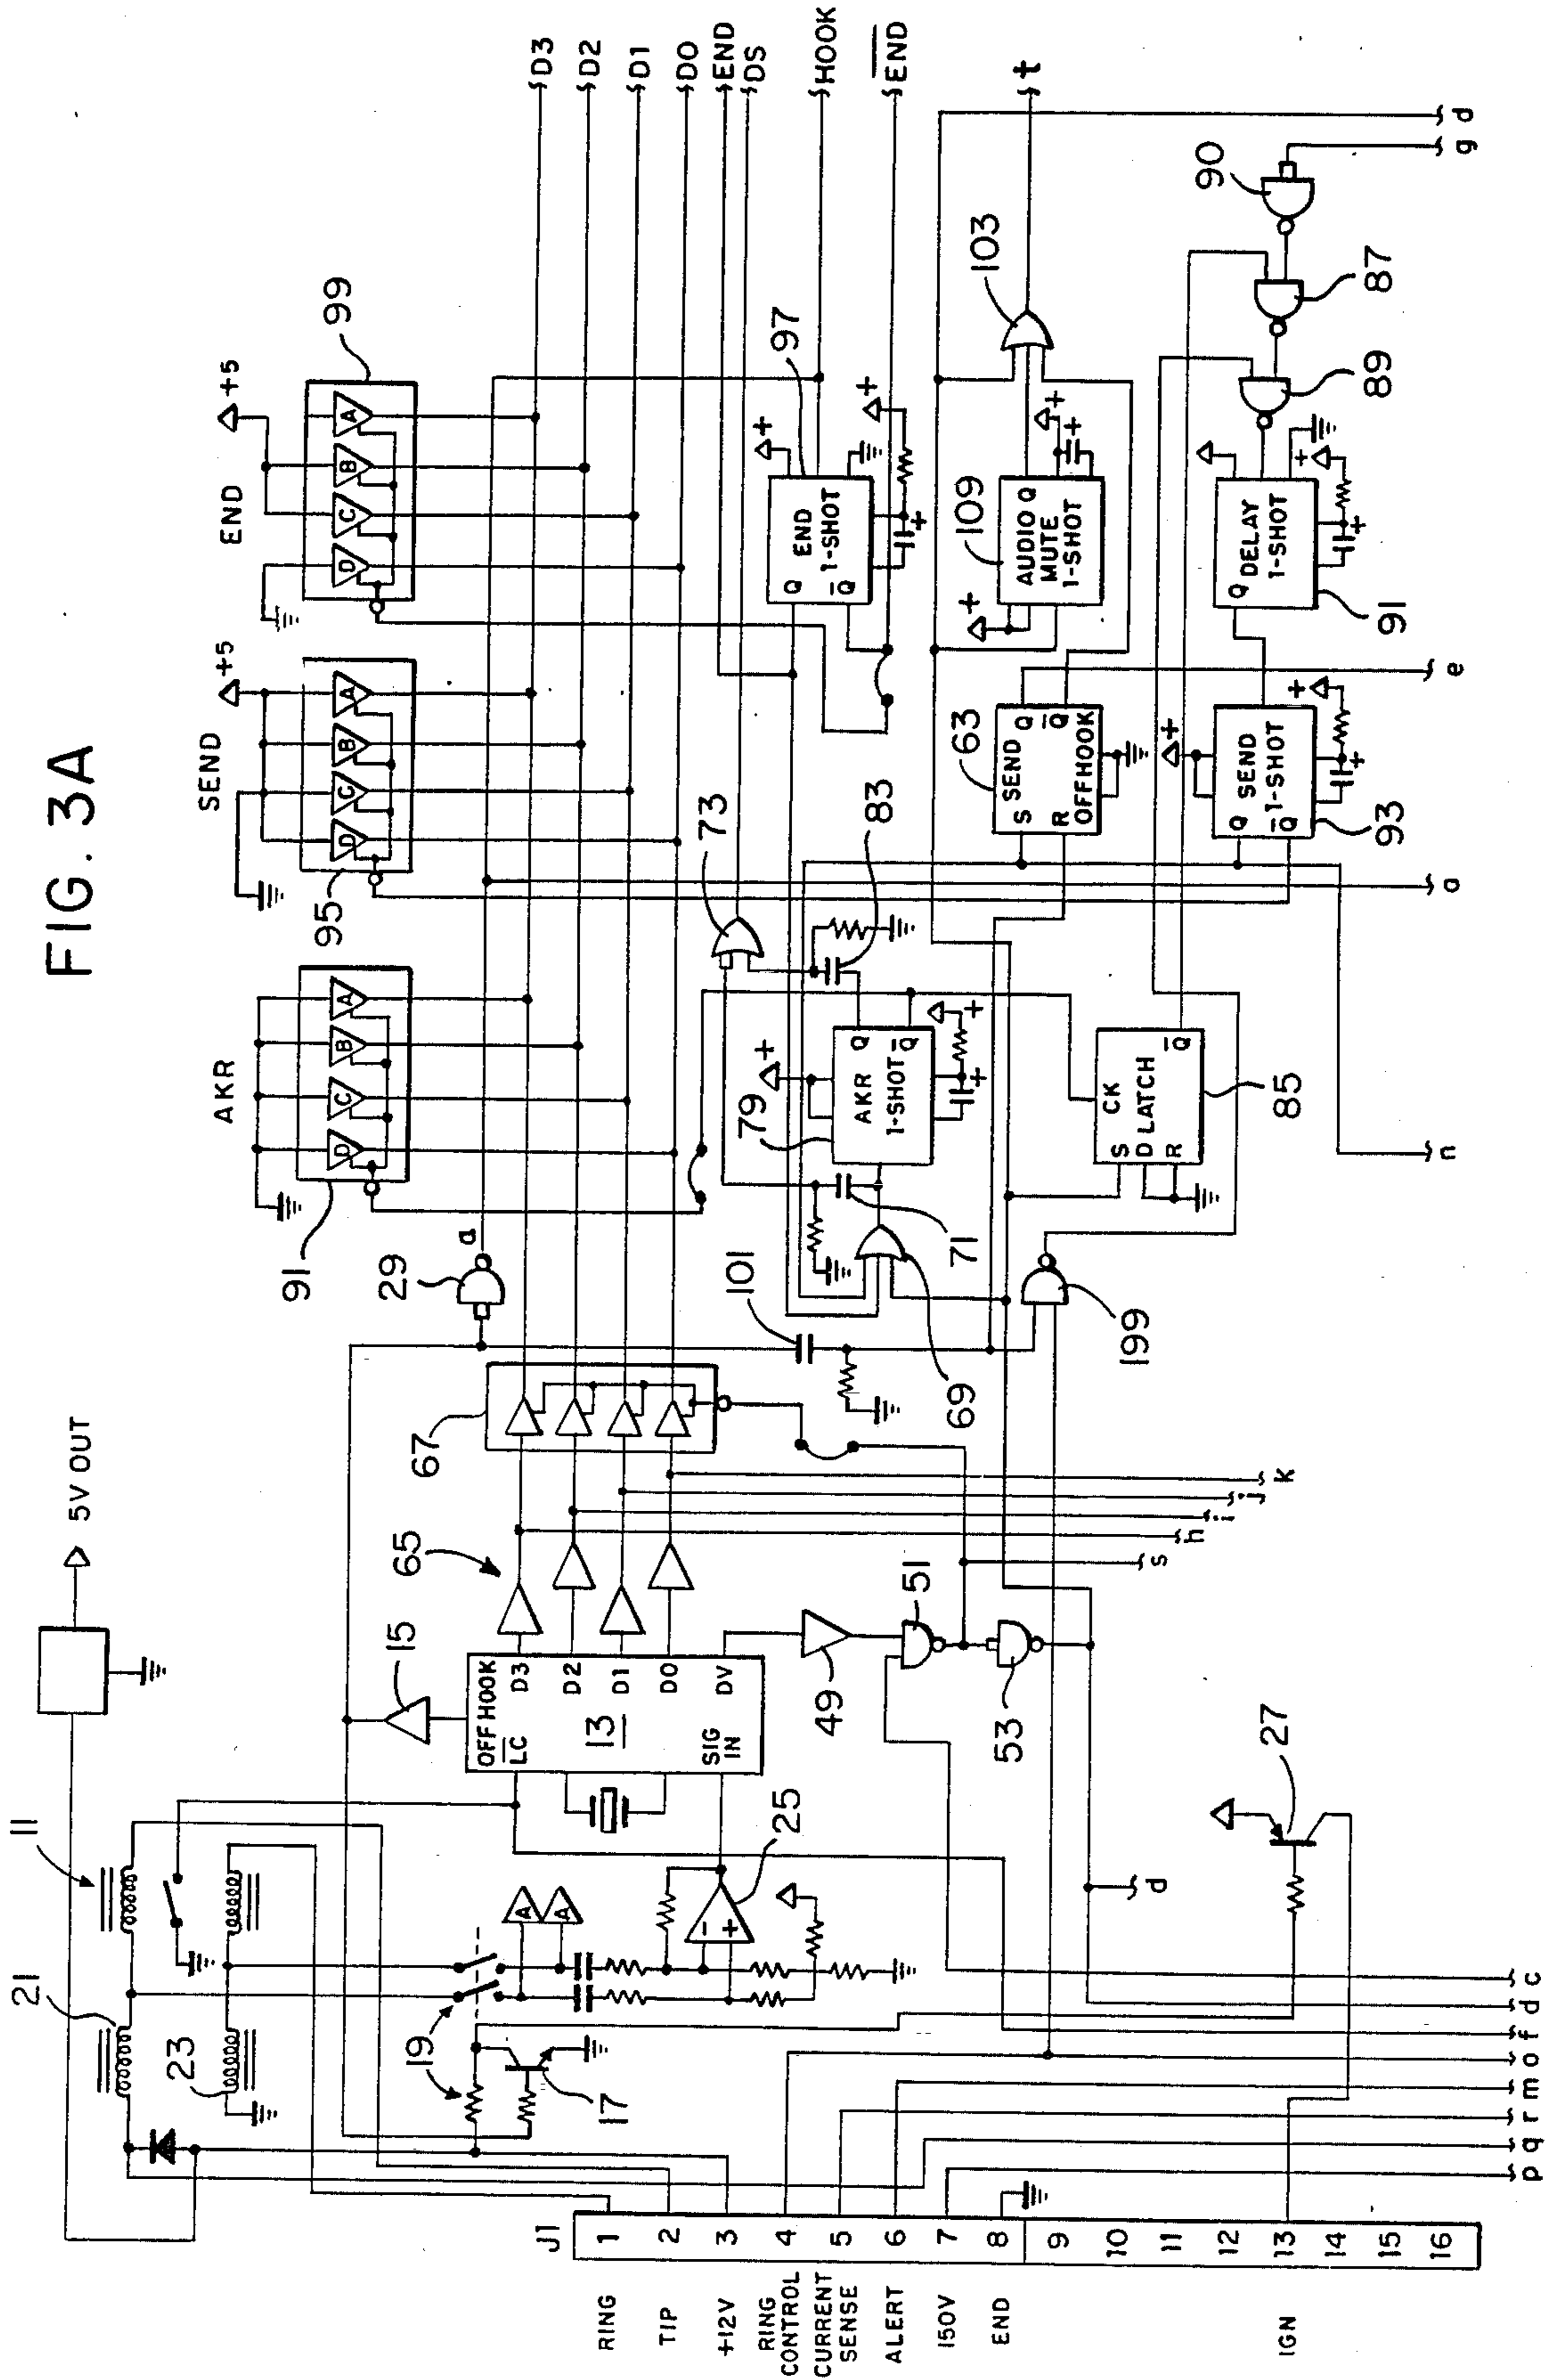 FIG. 3A
11
5V OUT
21
23
19
17
15
65
67
29
a
91
AKR
A
B
C
D
95
SEND
+5
A
B
C
D
END
+5
99
A
B
C
D
D3
D2
D1
D0
END
DS
HOOK
END
t
OFF HOOK
LC
13
SIG
IN
D3
D2
D1
D0
DV
A
A
25
49
51
53
27
101
69
71
73
79
AKR
1-SHOT
Q
Q
83
97
END
1-SHOT
Q
Q
63
SEND
OFFHOOK
S
R
Q
Q
109
AUDIO
MUTE
1-SHOT
Q
103
85
CK
S
D LATCH
R
Q
199
93
SEND
1-SHOT
Q
Q
91
DELAY
1-SHOT
Q
89
87
90
h
i
j
k
s
d
n
a
e
g
d
c
d
f
o
m
r
q
p
J1
RING 1
TIP 2
+12V 3
RING
CONTROL 4
CURRENT
SENSE 5
ALERT 6
150V 7
END 8
9
10
11
12
IGN 13
14
15
16